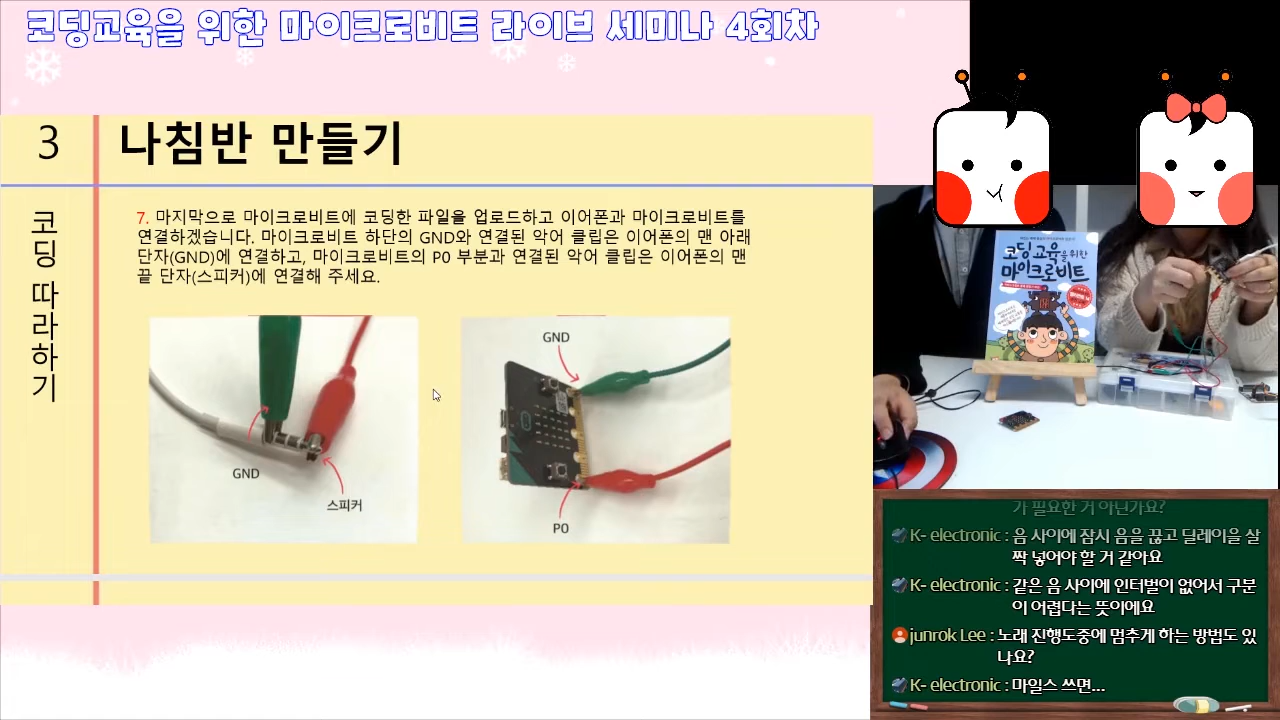 코딩교육을 위한 마이크로비트 라이브 세미나 4회차
3
나침반 만들기
코딩 따라하기
7. 마지막으로 마이크로비트에 코딩한 파일을 업로드하고 이어폰과 마이크로비트를
연결하겠습니다. 마이크로비트 하단의 GND와 연결된 악어 클립은 이어폰의 맨 아래
단자(GND)에 연결하고, 마이크로비트의 P0 부분과 연결된 악어 클립은 이어폰의 맨
끝 단자(스피커)에 연결해 주세요.
GND
스피커
GND
P0
코딩교육을 위한
마이크로비트
가 필요한 거 아닌가요?
K- electronic : 음 사이에 잠시 음을 끊고 딜레이을 살
짝 넣어야 할 거 같아요
K- electronic : 같은 음 사이에 인터벌이 없어서 구분
이 어렵다는 뜻이에요
junrok Lee : 노래 진행도중에 멈추게 하는 방법도 있
나요?
K- electronic : 마일스 쓰면...